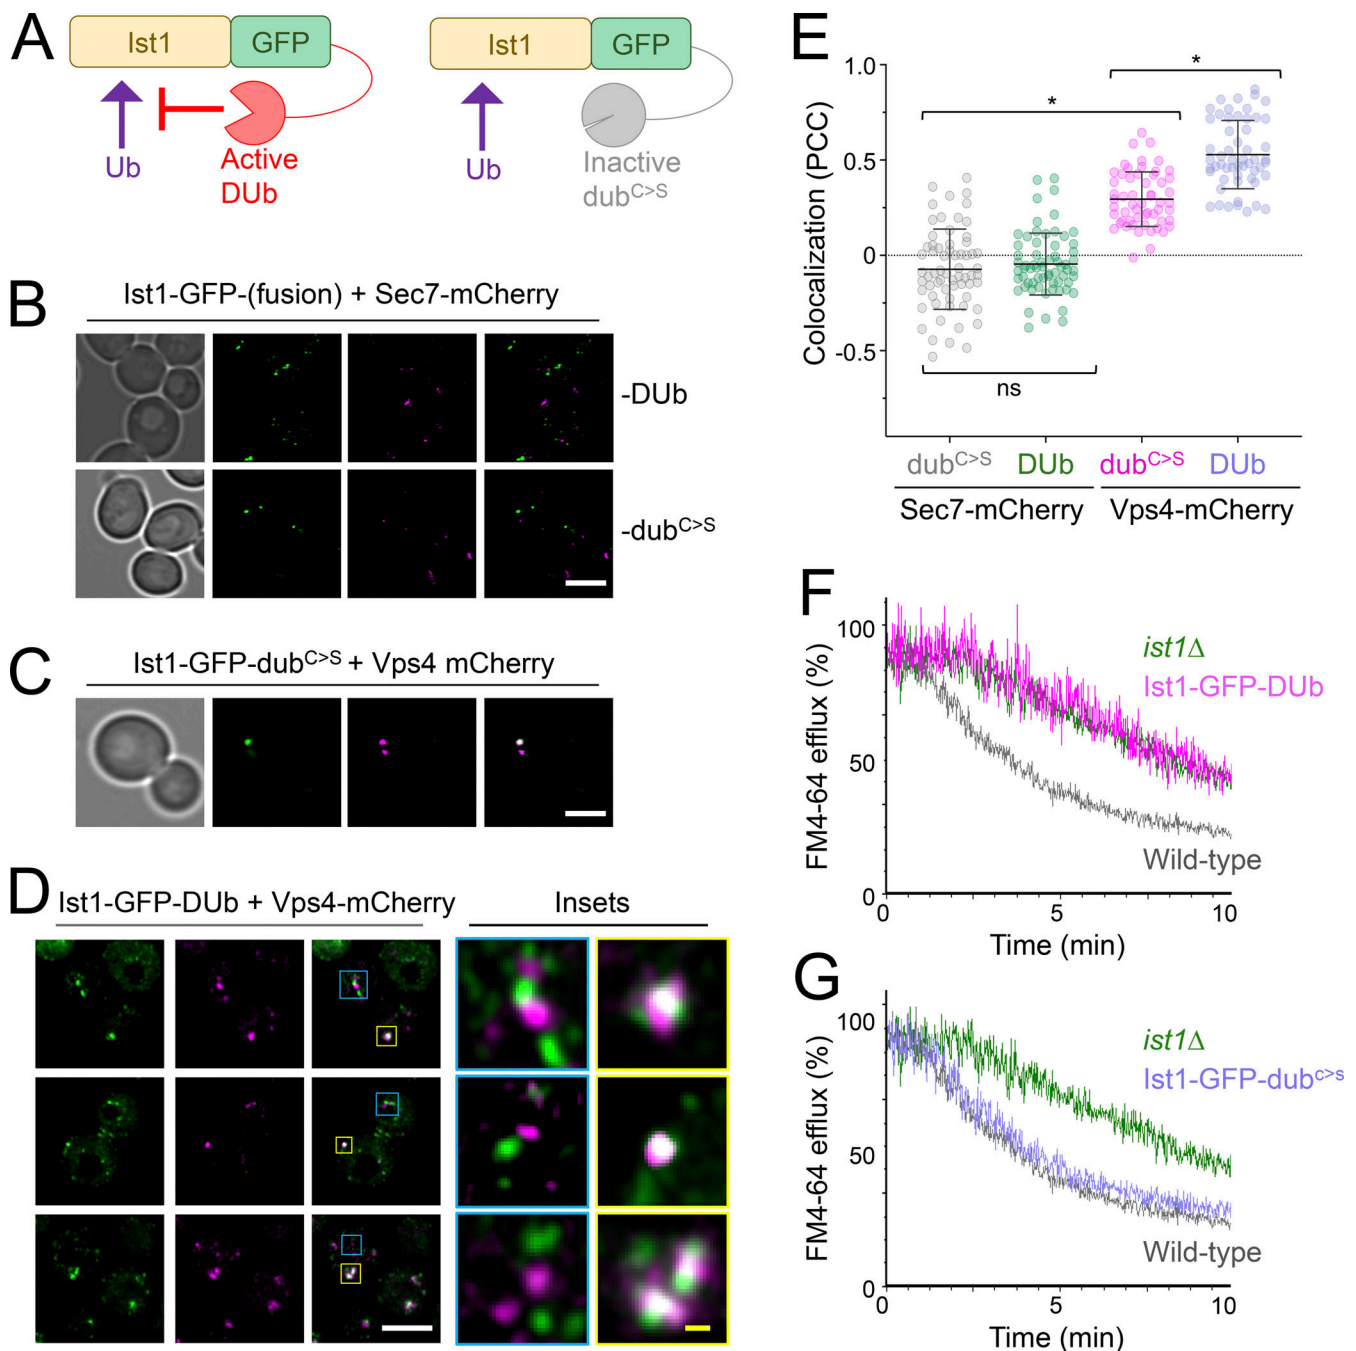 A
Ist1
GFP
Ub
Active
DUb
Ist1
GFP
Ub
Inactive
dub^C>S
B
Ist1-GFP-(fusion) + Sec7-mCherry
-DUb
-dub^C>S
C
Ist1-GFP-dub^C>S + Vps4 mCherry
D
Ist1-GFP-DUb + Vps4-mCherry
Insets
E
Colocalization (PCC)
1.0
0.5
0
-0.5
*
*
ns
dub^C>S
DUb
dub^C>S
DUb
Sec7-mCherry
Vps4-mCherry
F
FM4-64 efflux (%)
100
50
0
ist1Δ
Ist1-GFP-DUb
Wild-type
0
5
10
Time (min)
G
FM4-64 efflux (%)
100
50
0
ist1Δ
Ist1-GFP-dub^c>s
Wild-type
0
5
10
Time (min)